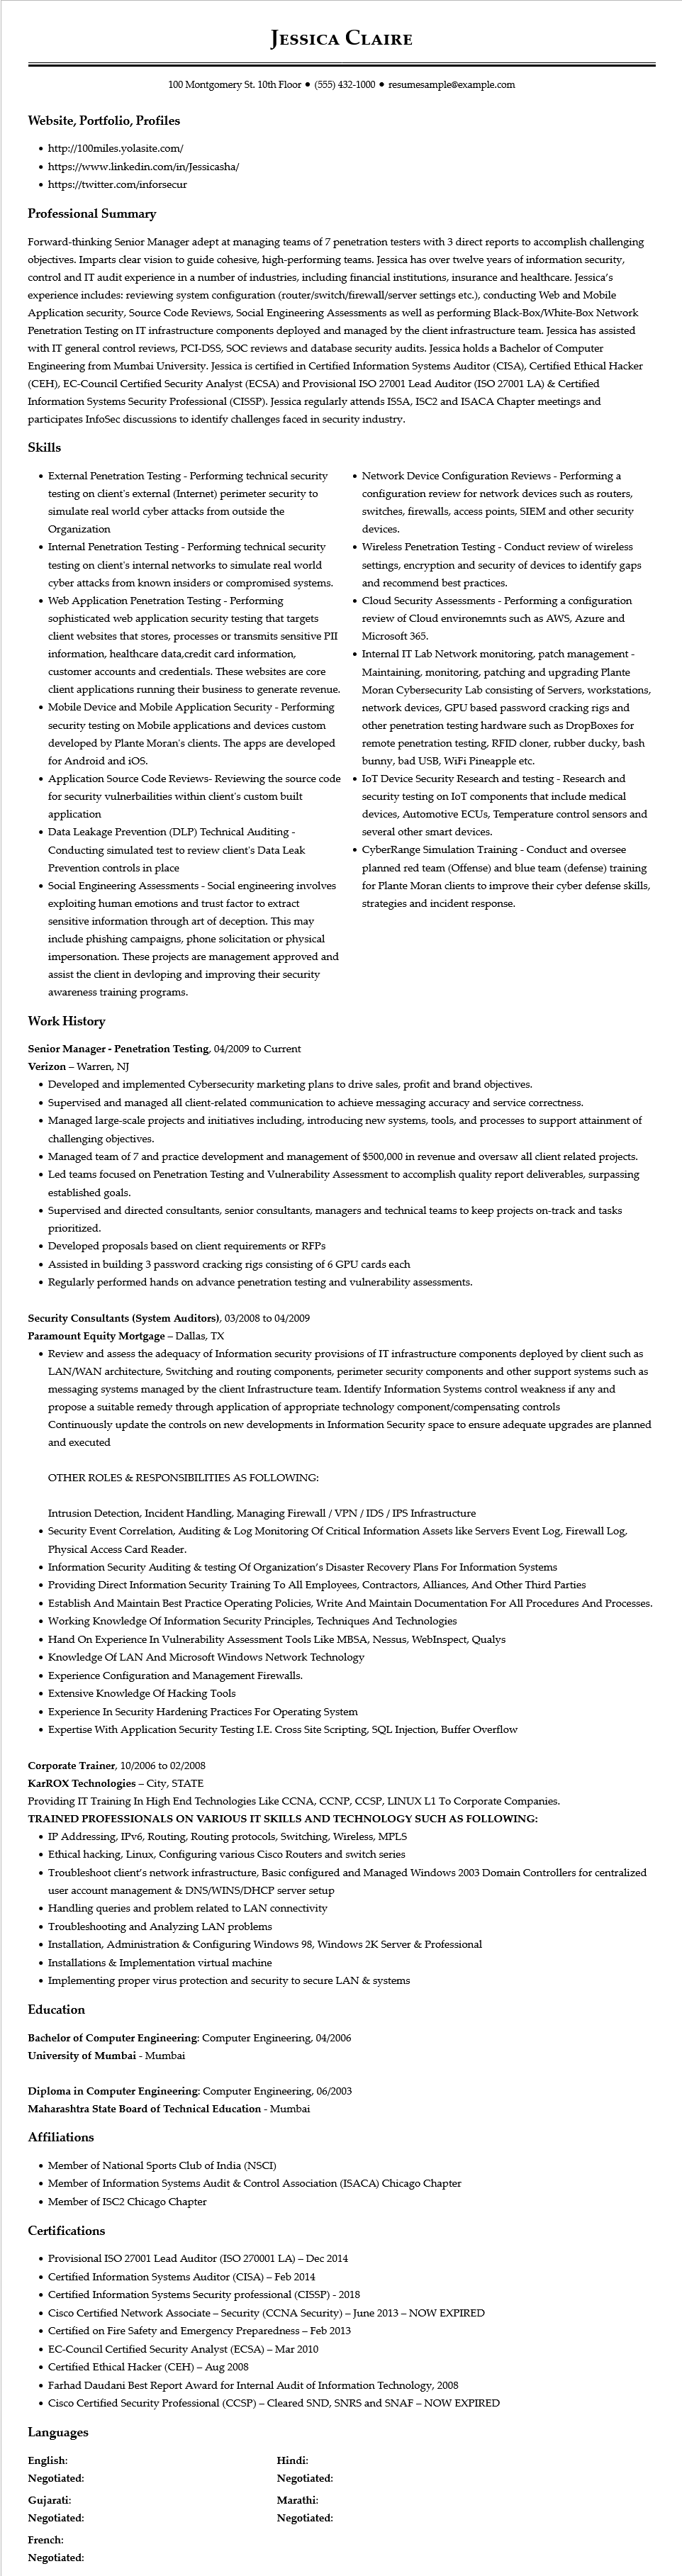 Jessica Claire
100 Montgomery St. 10th Floor ● (555) 432-1000 ● resumesample@example.com
Website, Portfolio, Profiles
• http://100miles.yolasite.com/
• https://www.linkedin.com/in/Jessicasha/
• https://twitter.com/inforsecur
Professional Summary
Forward-thinking Senior Manager adept at managing teams of 7 penetration testers with 3 direct reports to accomplish challenging
objectives. Imparts clear vision to guide cohesive, high-performing teams. Jessica has over twelve years of information security,
control and IT audit experience in a number of industries, including financial institutions, insurance and healthcare. Jessica's
experience includes: reviewing system configuration (router/switch/firewall/server settings etc.), conducting Web and Mobile
Application security, Source Code Reviews, Social Engineering Assessments as well as performing Black-Box/White-Box Network
Penetration Testing on IT infrastructure components deployed and managed by the client infrastructure team. Jessica has assisted
with IT general control reviews, PCI-DSS, SOC reviews and database security audits. Jessica holds a Bachelor of Computer
Engineering from Mumbai University. Jessica is certified in Certified Information Systems Auditor (CISA), Certified Ethical Hacker
(CEH), EC-Council Certified Security Analyst (ECSA) and Provisional ISO 27001 Lead Auditor (ISO 27001 LA) & Certified
Information Systems Security Professional (CISSP). Jessica regularly attends ISSA, ISC2 and ISACA Chapter meetings and
participates InfoSec discussions to identify challenges faced in security industry.
Skills
• External Penetration Testing - Performing technical security
testing on client's external (Internet) perimeter security to
simulate real world cyber attacks from outside the
Organization
• Internal Penetration Testing - Performing technical security
testing on client's internal networks to simulate real world
cyber attacks from known insiders or compromised systems.
• Web Application Penetration Testing - Performing
sophisticated web application security testing that targets
client websites that stores, processes or transmits sensitive PII
information, healthcare data,credit card information,
customer accounts and credentials. These websites are core
client applications running their business to generate revenue.
• Mobile Device and Mobile Application Security - Performing
security testing on Mobile applications and devices custom
developed by Plante Moran's clients. The apps are developed
for Android and iOS.
• Application Source Code Reviews- Reviewing the source code
for security vulnerbailities within client's custom built
application
• Data Leakage Prevention (DLP) Technical Auditing -
Conducting simulated test to review client's Data Leak
Prevention controls in place
• Social Engineering Assessments - Social engineering involves
exploiting human emotions and trust factor to extract
sensitive information through art of deception. This may
include phishing campaigns, phone solicitation or physical
impersonation. These projects are management approved and
assist the client in devloping and improving their security
awareness training programs.
• Network Device Configuration Reviews - Performing a
configuration review for network devices such as routers,
switches, firewalls, access points, SIEM and other security
devices.
• Wireless Penetration Testing - Conduct review of wireless
settings, encryption and security of devices to identify gaps
and recommend best practices.
• Cloud Security Assessments - Performing a configuration
review of Cloud environemnts such as AWS, Azure and
Microsoft 365.
• Internal IT Lab Network monitoring, patch management -
Maintaining, monitoring, patching and upgrading Plante
Moran Cybersecurity Lab consisting of Servers, workstations,
network devices, GPU based password cracking rigs and
other penetration testing hardware such as DropBoxes for
remote penetration testing, RFID cloner, rubber ducky, bash
bunny, bad USB, WiFi Pineapple etc.
• IoT Device Security Research and testing - Research and
security testing on IoT components that include medical
devices, Automotive ECUs, Temperature control sensors and
several other smart devices.
• CyberRange Simulation Training - Conduct and oversee
planned red team (Offense) and blue team (defense) training
for Plante Moran clients to improve their cyber defense skills,
strategies and incident response.
Work History
Senior Manager - Penetration Testing, 04/2009 to Current
Verizon – Warren, NJ
• Developed and implemented Cybersecurity marketing plans to drive sales, profit and brand objectives.
• Supervised and managed all client-related communication to achieve messaging accuracy and service correctness.
• Managed large-scale projects and initiatives including, introducing new systems, tools, and processes to support attainment of
challenging objectives.
• Managed team of 7 and practice development and management of $500,000 in revenue and oversaw all client related projects.
• Led teams focused on Penetration Testing and Vulnerability Assessment to accomplish quality report deliverables, surpassing
established goals.
• Supervised and directed consultants, senior consultants, managers and technical teams to keep projects on-track and tasks
prioritized.
• Developed proposals based on client requirements or RFPs
• Assisted in building 3 password cracking rigs consisting of 6 GPU cards each
• Regularly performed hands on advance penetration testing and vulnerability assessments.
Security Consultants (System Auditors), 03/2008 to 04/2009
Paramount Equity Mortgage – Dallas, TX
• Review and assess the adequacy of Information security provisions of IT infrastructure components deployed by client such as
LAN/WAN architecture, Switching and routing components, perimeter security components and other support systems such as
messaging systems managed by the client Infrastructure team. Identify Information Systems control weakness if any and
propose a suitable remedy through application of appropriate technology component/compensating controls
Continuously update the controls on new developments in Information Security space to ensure adequate upgrades are planned
and executed
OTHER ROLES & RESPONSIBILITIES AS FOLLOWING:
Intrusion Detection, Incident Handling, Managing Firewall / VPN / IDS / IPS Infrastructure
• Security Event Correlation, Auditing & Log Monitoring Of Critical Information Assets like Servers Event Log, Firewall Log,
Physical Access Card Reader.
• Information Security Auditing & testing Of Organization's Disaster Recovery Plans For Information Systems
• Providing Direct Information Security Training To All Employees, Contractors, Alliances, And Other Third Parties
• Establish And Maintain Best Practice Operating Policies, Write And Maintain Documentation For All Procedures And Processes.
• Working Knowledge Of Information Security Principles, Techniques And Technologies
• Hand On Experience In Vulnerability Assessment Tools Like MBSA, Nessus, WebInspect, Qualys
• Knowledge Of LAN And Microsoft Windows Network Technology
• Experience Configuration and Management Firewalls.
• Extensive Knowledge Of Hacking Tools
• Experience In Security Hardening Practices For Operating System
• Expertise With Application Security Testing I.E. Cross Site Scripting, SQL Injection, Buffer Overflow
Corporate Trainer, 10/2006 to 02/2008
KarROX Technologies – City, STATE
Providing IT Training In High End Technologies Like CCNA, CCNP, CCSP, LINUX L1 To Corporate Companies.
TRAINED PROFESSIONALS ON VARIOUS IT SKILLS AND TECHNOLOGY SUCH AS FOLLOWING:
• IP Addressing, IPv6, Routing, Routing protocols, Switching, Wireless, MPLS
• Ethical hacking, Linux, Configuring various Cisco Routers and switch series
• Troubleshoot client's network infrastructure, Basic configured and Managed Windows 2003 Domain Controllers for centralized
user account management & DNS/WINS/DHCP server setup
• Handling queries and problem related to LAN connectivity
• Troubleshooting and Analyzing LAN problems
• Installation, Administration & Configuring Windows 98, Windows 2K Server & Professional
• Installations & Implementation virtual machine
• Implementing proper virus protection and security to secure LAN & systems
Education
Bachelor of Computer Engineering: Computer Engineering, 04/2006
University of Mumbai - Mumbai
Diploma in Computer Engineering: Computer Engineering, 06/2003
Maharashtra State Board of Technical Education - Mumbai
Affiliations
• Member of National Sports Club of India (NSCI)
• Member of Information Systems Audit & Control Association (ISACA) Chicago Chapter
• Member of ISC2 Chicago Chapter
Certifications
• Provisional ISO 27001 Lead Auditor (ISO 270001 LA) – Dec 2014
• Certified Information Systems Auditor (CISA) – Feb 2014
• Certified Information Systems Security professional (CISSP) - 2018
• Cisco Certified Network Associate – Security (CCNA Security) – June 2013 – NOW EXPIRED
• Certified on Fire Safety and Emergency Preparedness – Feb 2013
• EC-Council Certified Security Analyst (ECSA) – Mar 2010
• Certified Ethical Hacker (CEH) – Aug 2008
• Farhad Daudani Best Report Award for Internal Audit of Information Technology, 2008
• Cisco Certified Security Professional (CCSP) – Cleared SND, SNRS and SNAF – NOW EXPIRED
Languages
English: Hindi:
Negotiated: Negotiated:
Gujarati: Marathi:
Negotiated: Negotiated:
French:
Negotiated: